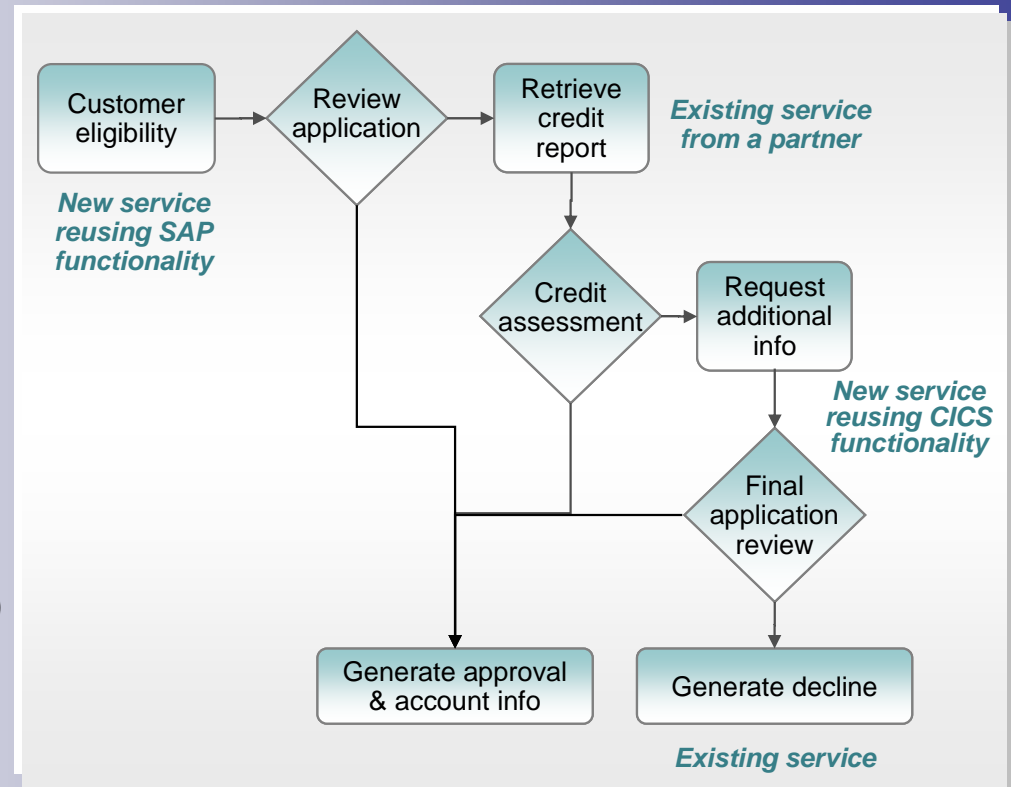 Customer
eligibility
Review
application
Retrieve
credit
report
Existing service
from a partner
New service
reusing SAP
functionality
Credit
assessment
Request
additional
info
New service
reusing CICS
functionality
Final
application
review
Generate approval
& account info
Generate decline
Existing service